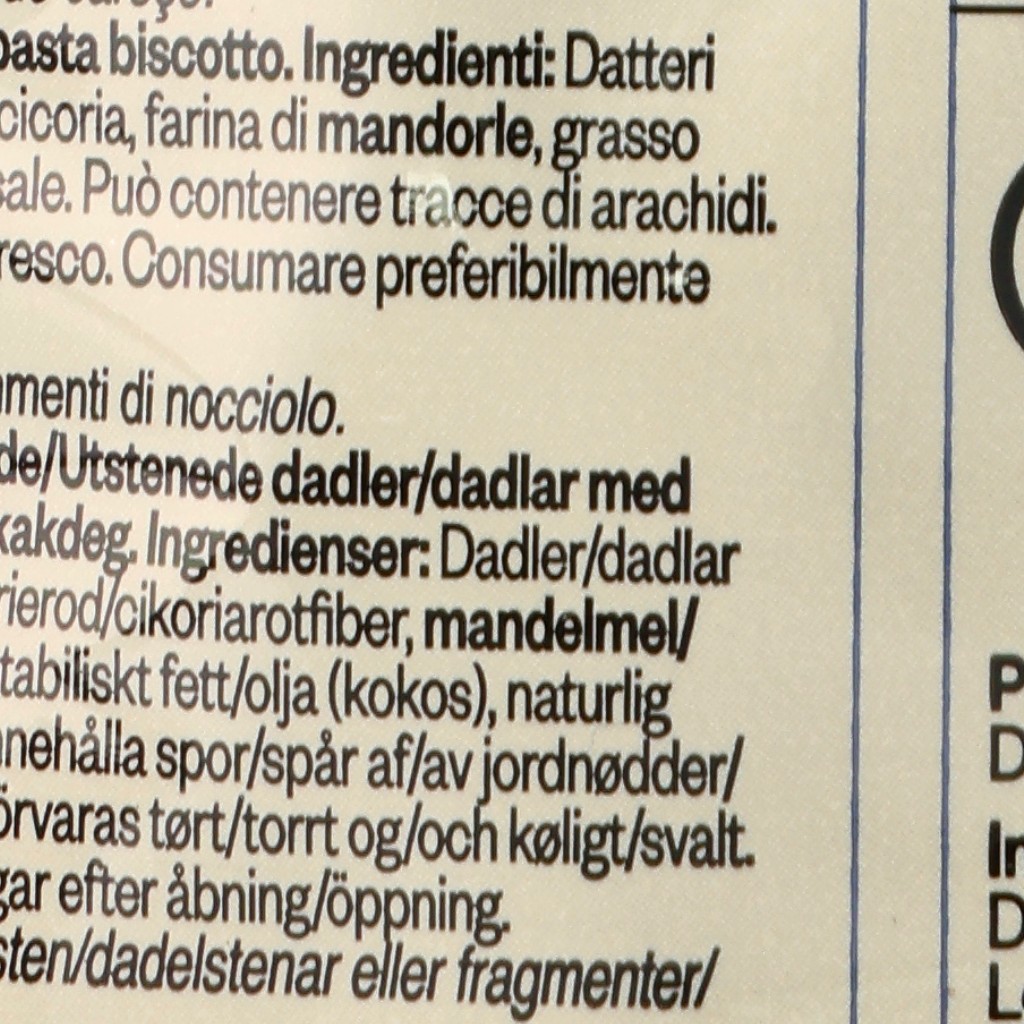 pasta biscotto. Ingredienti: Datteri
cicoria, farina di mandorle, grasso
sale. Può contenere tracce di arachidi.
resco. Consumare preferibilmente
menti di nocciolo.
de/Utstenede dadler/dadlar med
kakdeg. Ingredienser: Dadler/dadlar
rierod/cikoriarotfiber, mandelmel/
tabiliskt fett/olja (kokos), naturlig
nnehålla spor/spår af/av jordnødder/
örvaras tørt/torrt og/och køligt/svalt.
gar efter åbning/öppning.
sten/dadelstenar eller fragmenter/
P
D
In
D
L